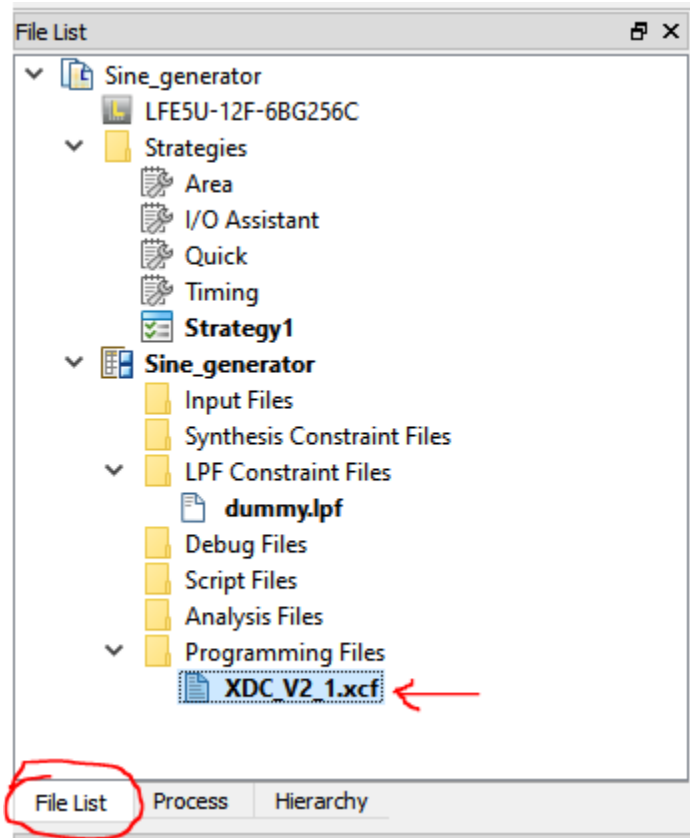 File List
Sine_generator
LFE5U-12F-6BG256C
Strategies
Area
I/O Assistant
Quick
Timing
Strategy1
Sine_generator
Input Files
Synthesis Constraint Files
LPF Constraint Files
dummy.lpf
Debug Files
Script Files
Analysis Files
Programming Files
XDC_V2_1.xcf
File List Process Hierarchy